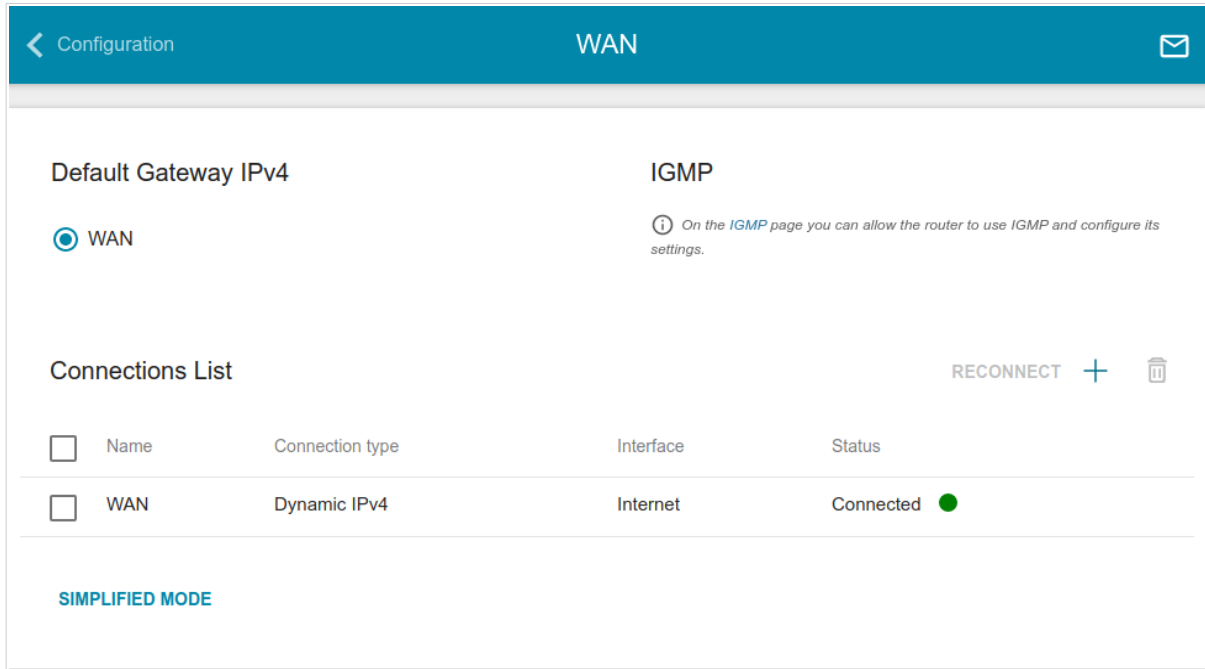 Configuration
WAN
Default Gateway IPv4
WAN
IGMP
On the IGMP page you can allow the router to use IGMP and configure its
settings.
Connections List
RECONNECT
Name Connection type Interface Status
WAN Dynamic IPv4 Internet Connected
SIMPLIFIED MODE